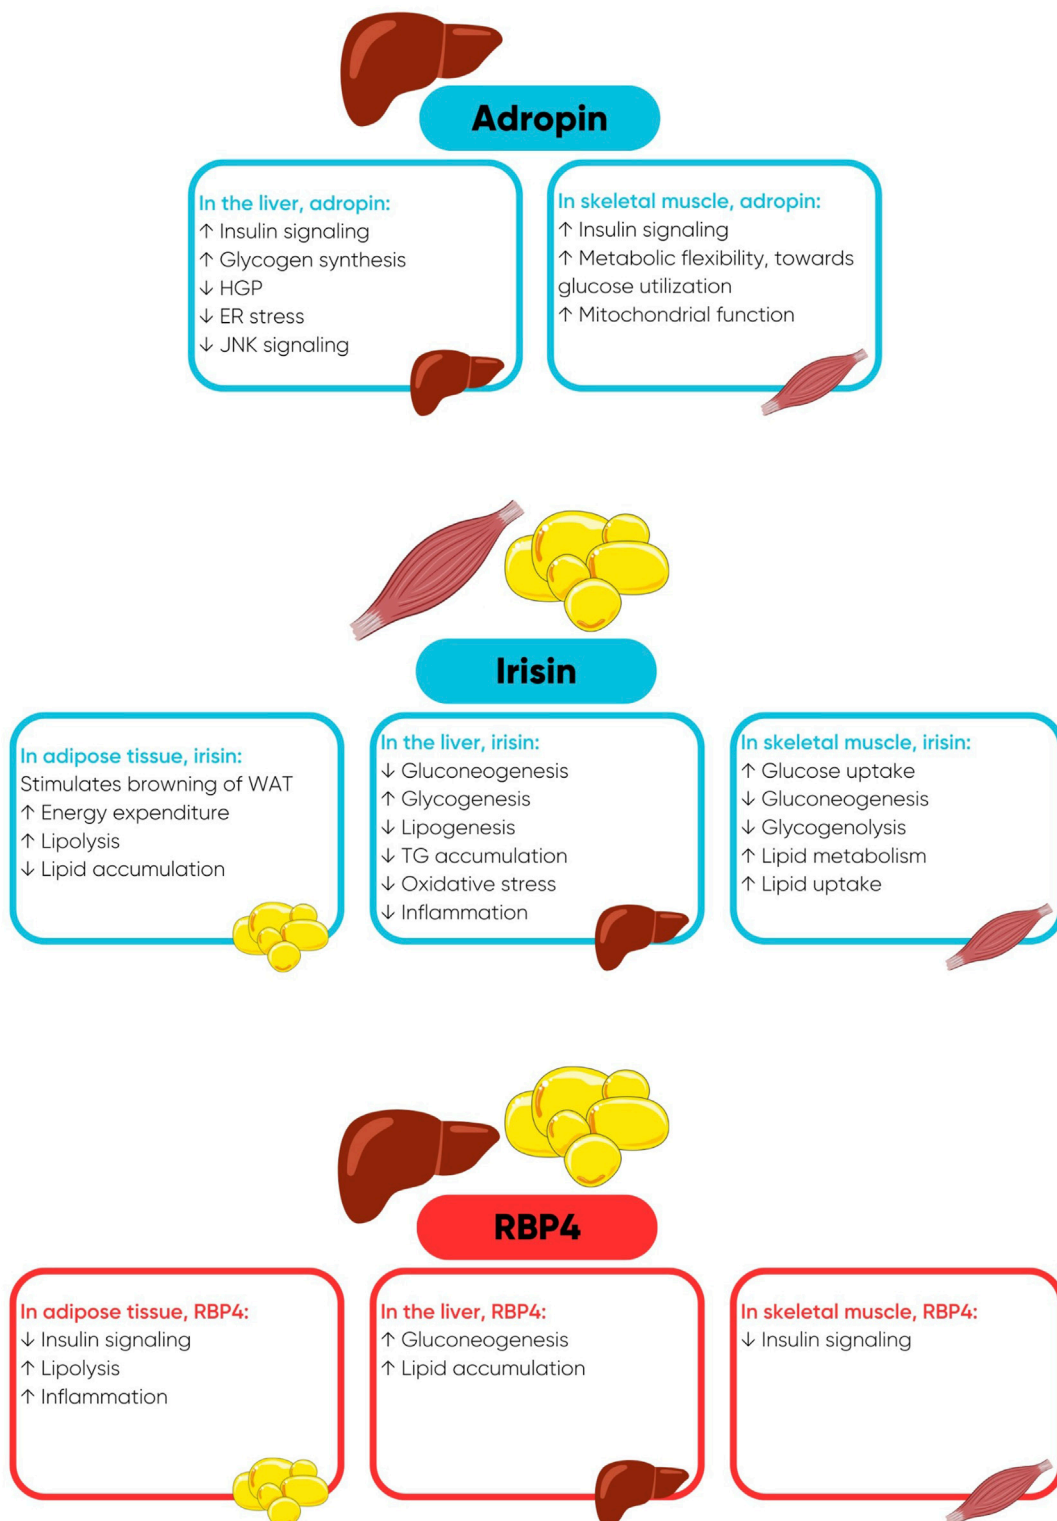 Adropin
In the liver, adropin:
↑ Insulin signaling
↑ Glycogen synthesis
↓ HGP
↓ ER stress
↓ JNK signaling
In skeletal muscle, adropin:
↑ Insulin signaling
↑ Metabolic flexibility, towards
glucose utilization
↑ Mitochondrial function
Irisin
In adipose tissue, irisin:
Stimulates browning of WAT
↑ Energy expenditure
↑ Lipolysis
↓ Lipid accumulation
In the liver, irisin:
↓ Gluconeogenesis
↑ Glycogenesis
↓ Lipogenesis
↓ TG accumulation
↓ Oxidative stress
↓ Inflammation
In skeletal muscle, irisin:
↑ Glucose uptake
↓ Gluconeogenesis
↓ Glycogenolysis
↑ Lipid metabolism
↑ Lipid uptake
RBP4
In adipose tissue, RBP4:
↓ Insulin signaling
↑ Lipolysis
↑ Inflammation
In the liver, RBP4:
↑ Gluconeogenesis
↑ Lipid accumulation
In skeletal muscle, RBP4:
↓ Insulin signaling